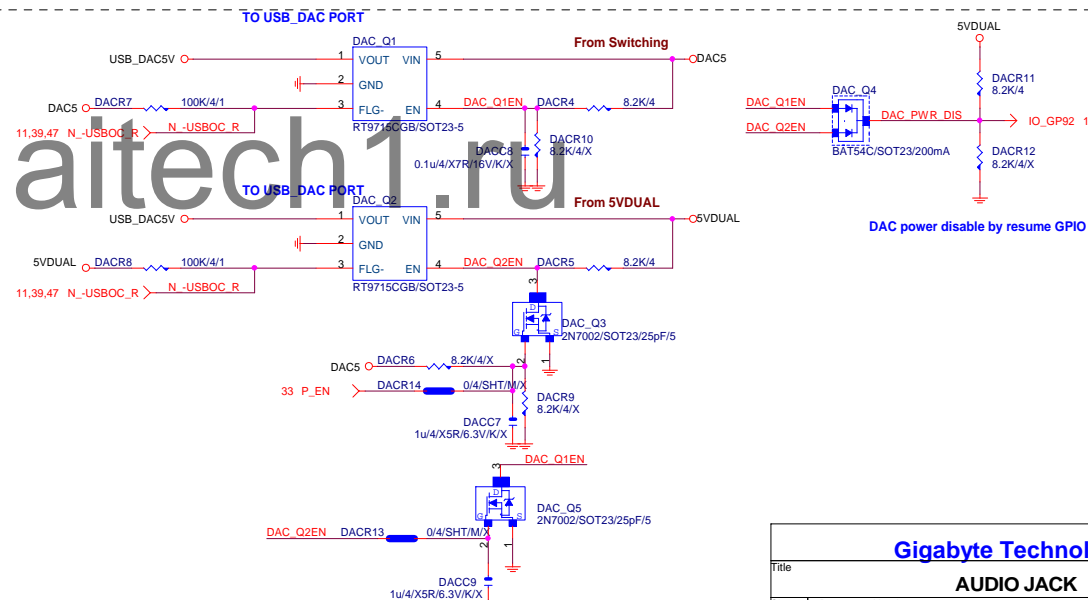 TO USB_DAC PORT
DAC_Q1
From Switching
USB_DAC5V
1 VOUT VIN 5
DAC5
2 GND
DAC5 DACR7 100K/4/1
3 FLG- EN 4
DAC_Q1EN DACR4 8.2K/4
11,39,47 N_-USBOC_R N_-USBOC_R
RT9715CGB/SOT23-5
DACR10
8.2K/4/X
DACC8
0.1u/4/X7R/16V/K/X
5VDUAL
DACR11
8.2K/4
DAC_Q4
DAC_Q1EN
DAC_PWR_DIS
IO_GP92 1
DAC_Q2EN
BAT54C/SOT23/200mA
DACR12
8.2K/4/X
DAC power disable by resume GPIO
aitech1.ru
TO USB_DAC PORT
DAC_Q2
From 5VDUAL
USB_DAC5V
1 VOUT VIN 5
5VDUAL
2 GND
5VDUAL DACR8 100K/4/1
3 FLG- EN 4
DAC_Q2EN DACR5 8.2K/4
11,39,47 N_-USBOC_R N_-USBOC_R
RT9715CGB/SOT23-5
3
D
G S
DAC_Q3
2N7002/SOT23/25pF/5
2 1
DAC5 DACR6 8.2K/4/X
33 P_EN DACR14 0/4/SHT/M/X
DACR9
8.2K/4/X
DACC7
1u/4/X5R/6.3V/K/X
DAC_Q1EN
3
D
G S
DAC_Q5
2N7002/SOT23/25pF/5
DAC_Q2EN DACR13 0/4/SHT/M/X
2 1
DACC9
1u/4/X5R/6.3V/K/X
Gigabyte Technol
Title
AUDIO JACK